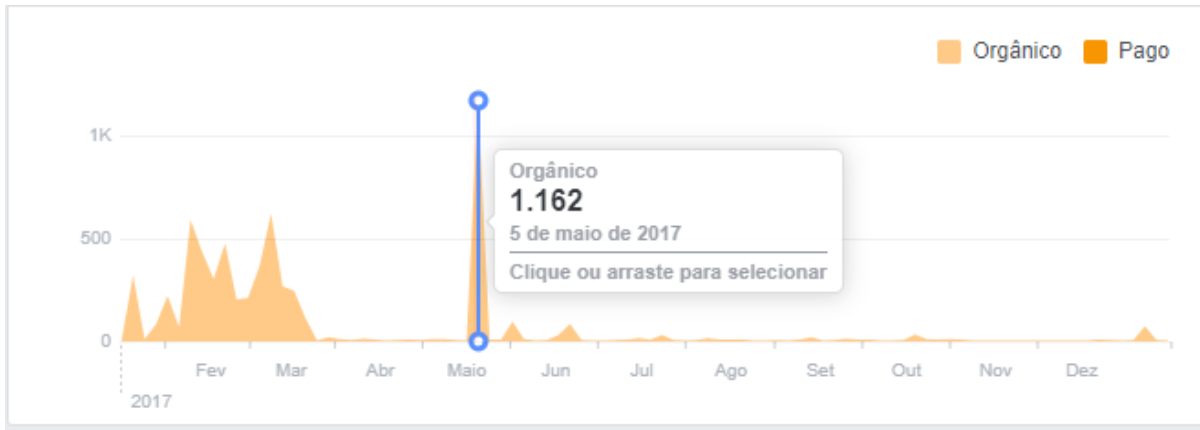 Orgânico Pago
1K
Orgânico
1.162
500
5 de maio de 2017
Clique ou arraste para selecionar
0
Fev Mar Abr Maio Jun Jul Ago Set Out Nov Dez
2017